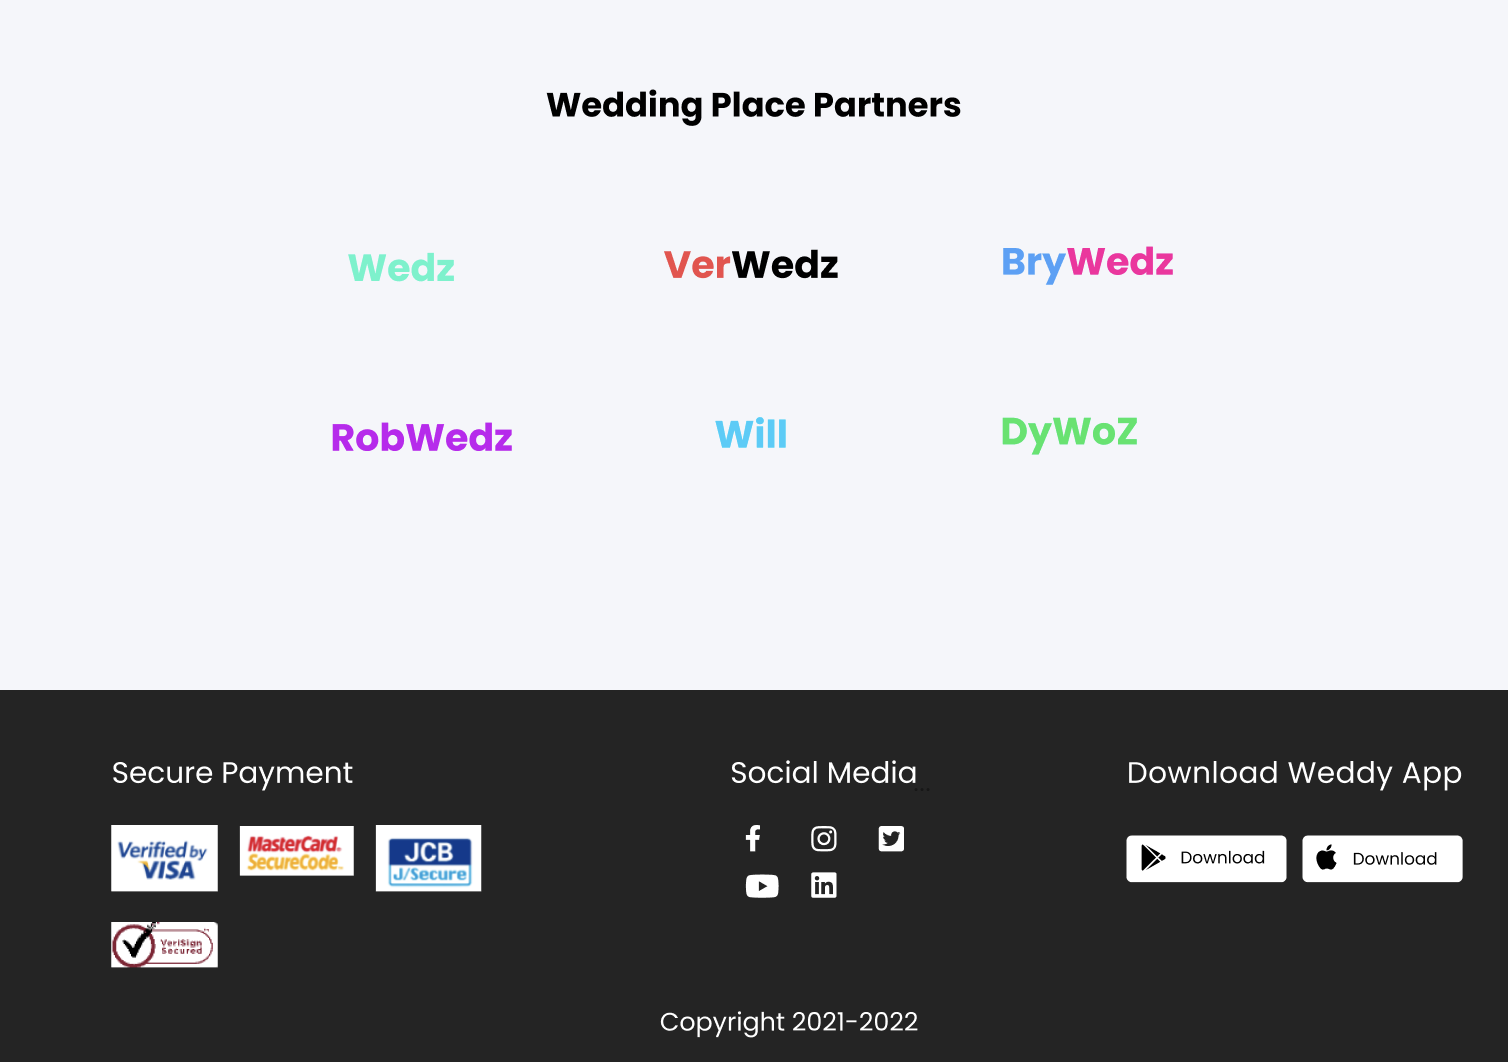 Wedding Place Partners
Wedz
VerWedz
BryWedz
RobWedz
Will
DyWoZ
Secure Payment
Social Media...
Download Weddy App
Verified by
VISA
MasterCard.
SecureCode.
JCB
J/Secure
Download
Download
VeriSign
Secured
Copyright 2021-2022